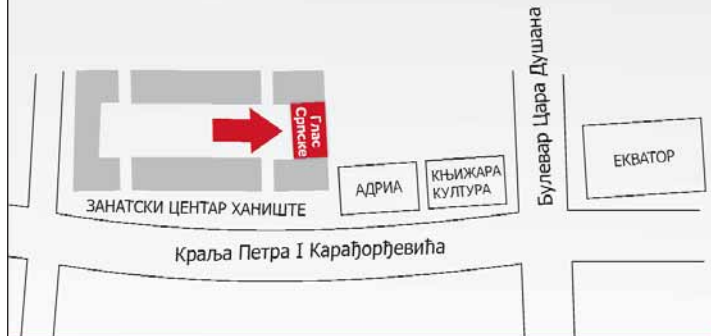 Глас
Српске
ЗАНАТСКИ ЦЕНТАР ХАНИШТЕ
АДРИА
КЊИЖАРА
КУЛТУРА
Булевар Цара Душана
ЕКВАТОР
Краља Петра I Карађорђевића